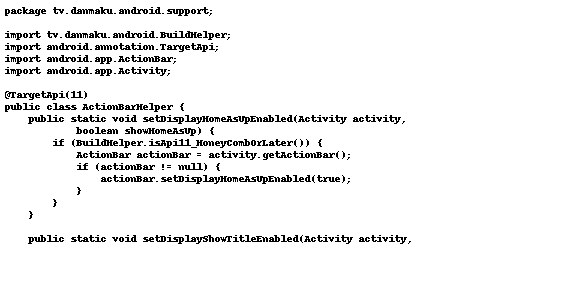 package tv.danmaku.android.support;

import tv.danmaku.android.BuildHelper;
import android.annotation.TargetApi;
import android.app.ActionBar;
import android.app.Activity;

@TargetApi(11)
public class ActionBarHelper {
    public static void setDisplayHomeAsUpEnabled(Activity activity,
            boolean showHomeAsUp) {
        if (BuildHelper.isApi11_HoneyCombOrLater()) {
            ActionBar actionBar = activity.getActionBar();
            if (actionBar != null) {
                actionBar.setDisplayHomeAsUpEnabled(true);
            }
        }
    }

    public static void setDisplayShowTitleEnabled(Activity activity,